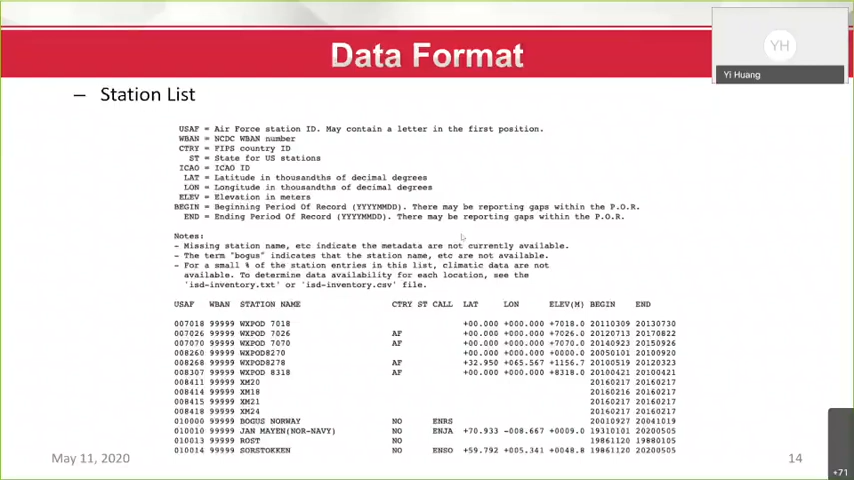 Data Format
YH
Yi Huang
– Station List
USAF = Air Force station ID. May contain a letter in the first position.
WBAN = NCDC WBAN number
CTRY = FIPS country ID
ST = State for US stations
ICAO = ICAO ID
LAT = Latitude in thousandths of decimal degrees
LON = Longitude in thousandths of decimal degrees
ELEV = Elevation in meters
BEGIN = Beginning Period Of Record (YYYYMMDD). There may be reporting gaps within the P.O.R.
END = Ending Period Of Record (YYYYMMDD). There may be reporting gaps within the P.O.R.
Notes:
- Missing station name, etc indicate the metadata are not currently available.
- The term "bogus" indicates that the station name, etc are not available.
- For a small % of the station entries in this list, climatic data are not
available. To determine data availability for each location, see the
'isd-inventory.txt' or 'isd-inventory.csv' file.
USAF WBAN STATION NAME CTRY ST CALL LAT LON ELEV(M) BEGIN END
007018 99999 WXPOD 7018 +00.000 +000.000 +7018.0 20110309 20130730
007026 99999 WXPOD 7026 AF +00.000 +000.000 +7026.0 20120713 20170822
007070 99999 WXPOD 7070 AF +00.000 +000.000 +7070.0 20140923 20150926
008260 99999 WXPOD8270 +00.000 +000.000 +0000.0 20050101 20100920
008268 99999 WXPOD8278 AF +32.950 +065.567 +1156.7 20100519 20120323
008307 99999 WXPOD 8318 AF +00.000 +000.000 +8318.0 20100421 20100421
008411 99999 XM20 20160217 20160217
008414 99999 XM18 20160216 20160217
008415 99999 XM21 20160217 20160217
008418 99999 XM24 20160217 20160217
010000 99999 BOGUS NORWAY NO ENRS 20010927 20041019
010010 99999 JAN MAYEN(NOR-NAVY) NO ENJA +70.933 -008.667 +0009.0 19310101 20200505
010013 99999 ROST NO 19861120 19880105
010014 99999 SORSTOKKEN NO ENSO +59.792 +005.341 +0048.8 19861120 20200505
May 11, 2020
14
+71